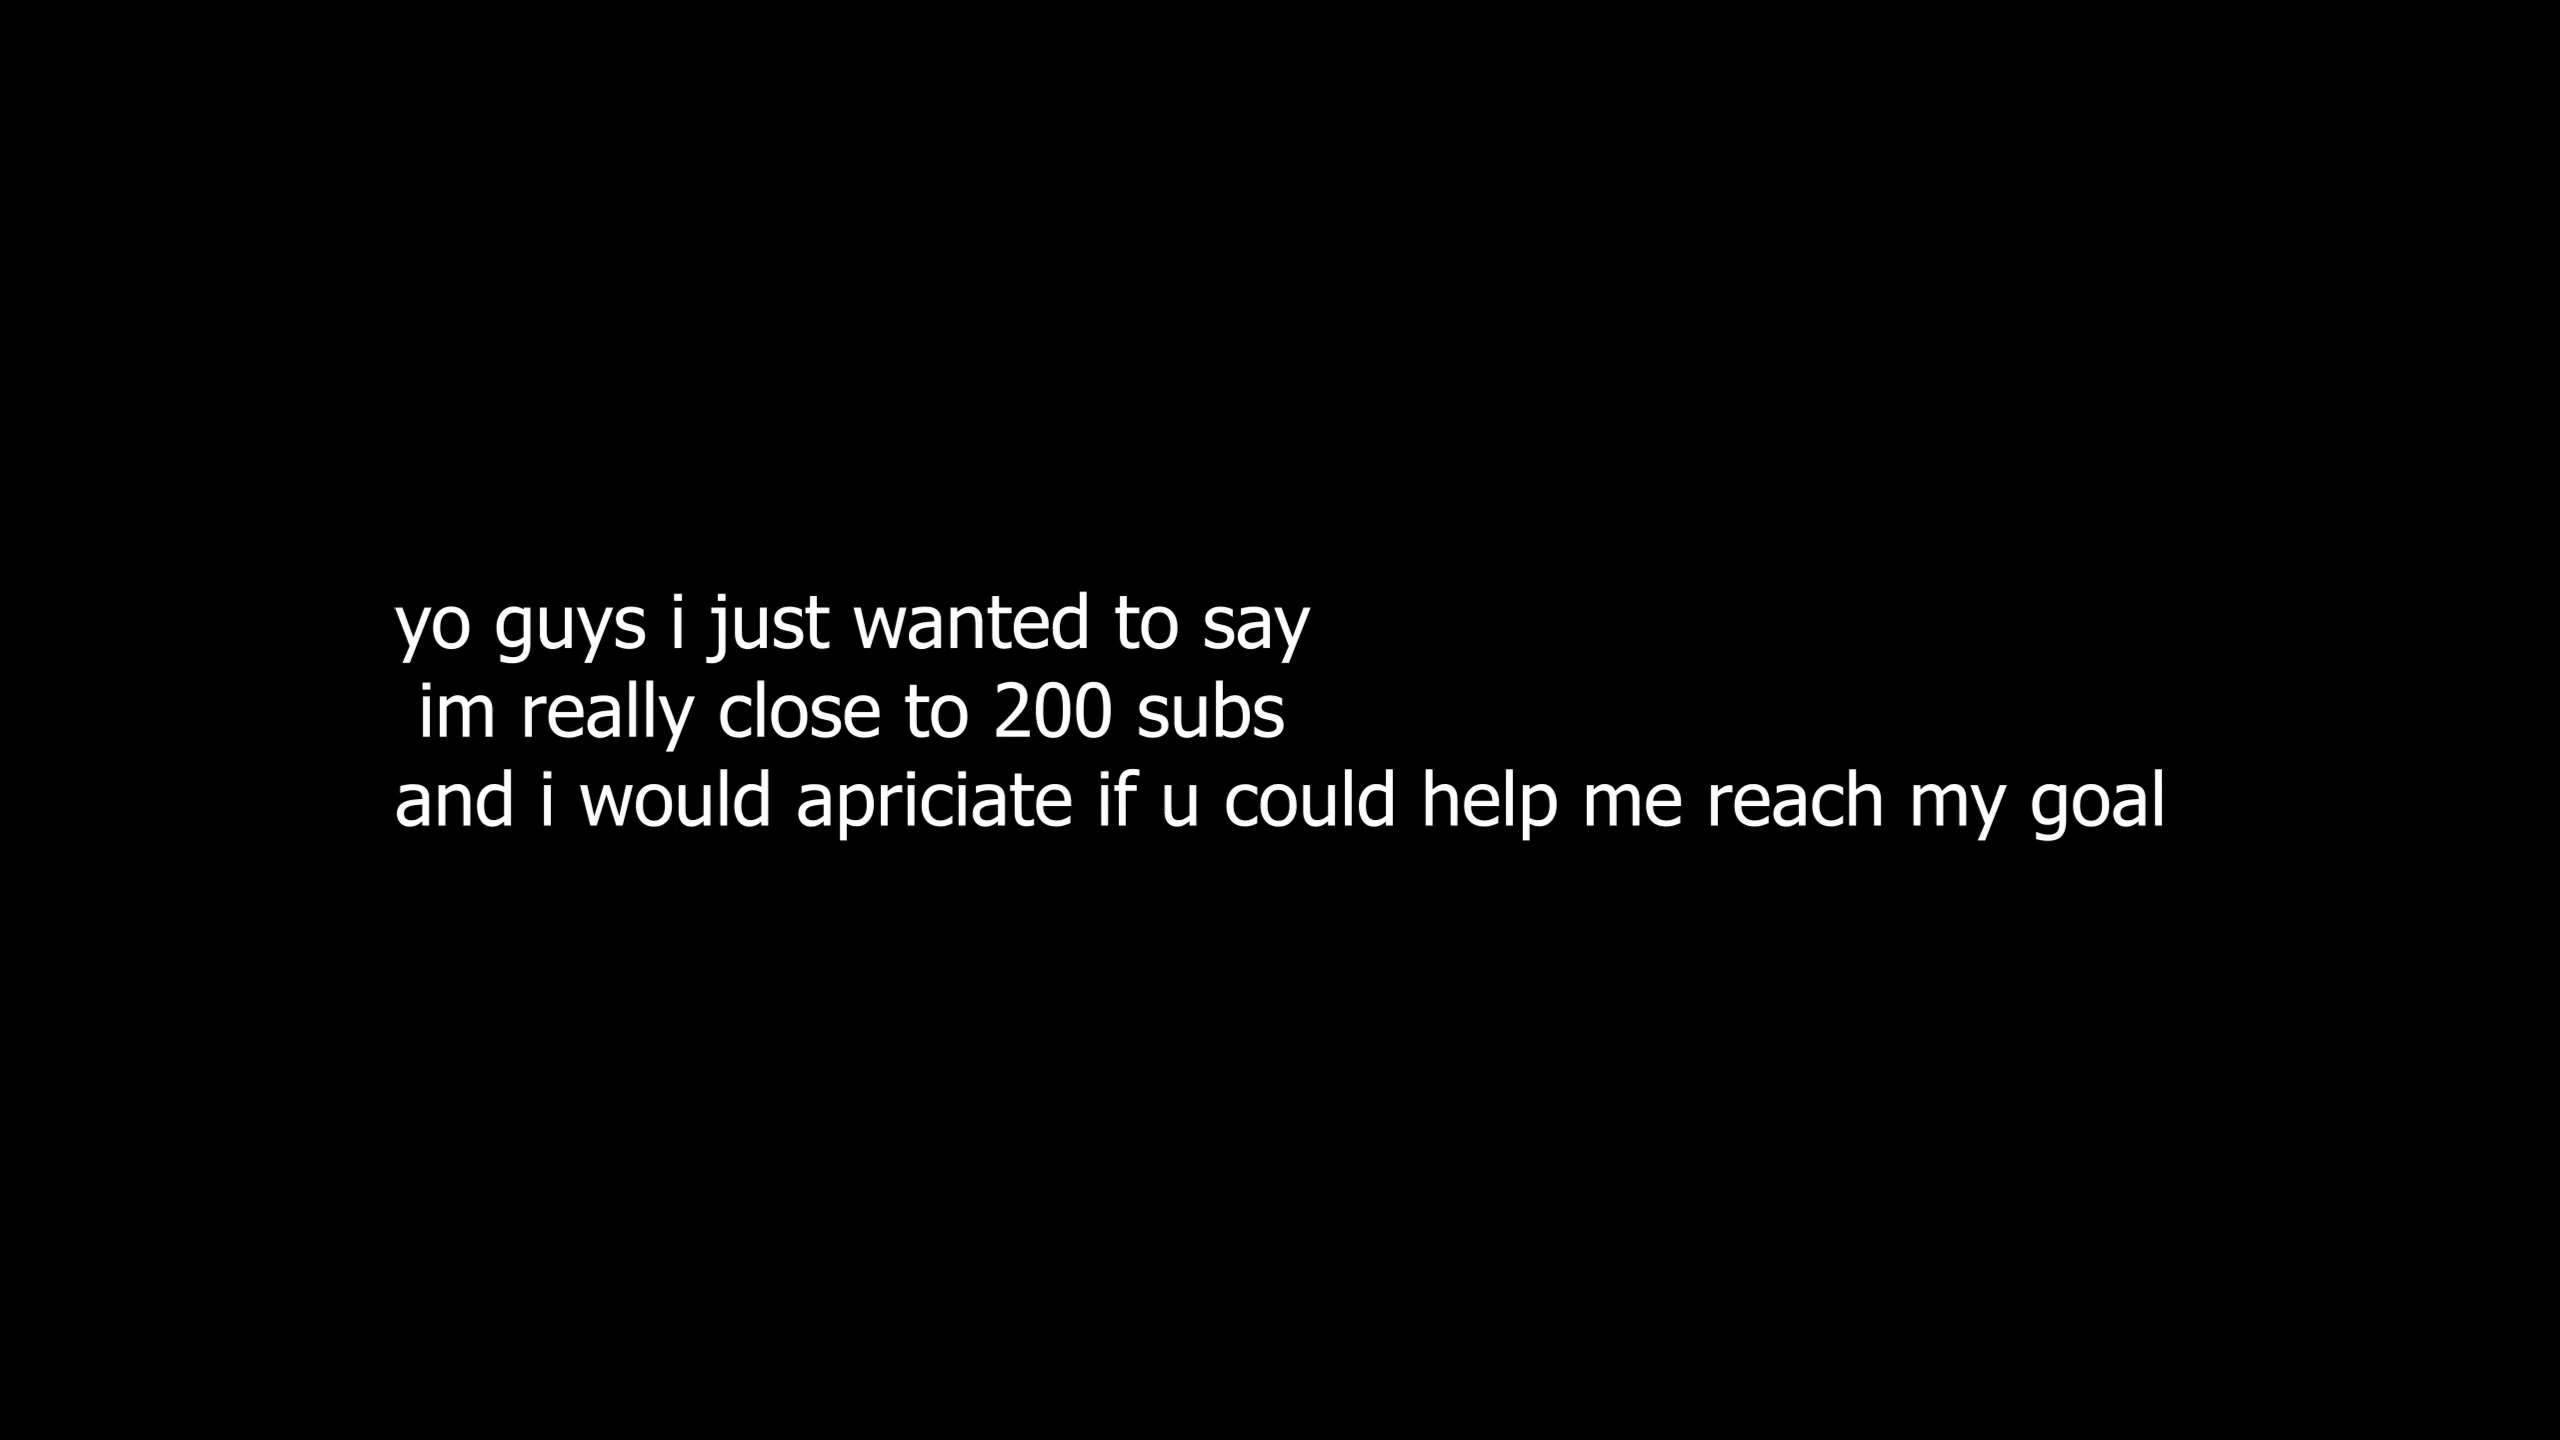 yo guys i just wanted to say
im really close to 200 subs
and i would apriciate if u could help me reach my goal